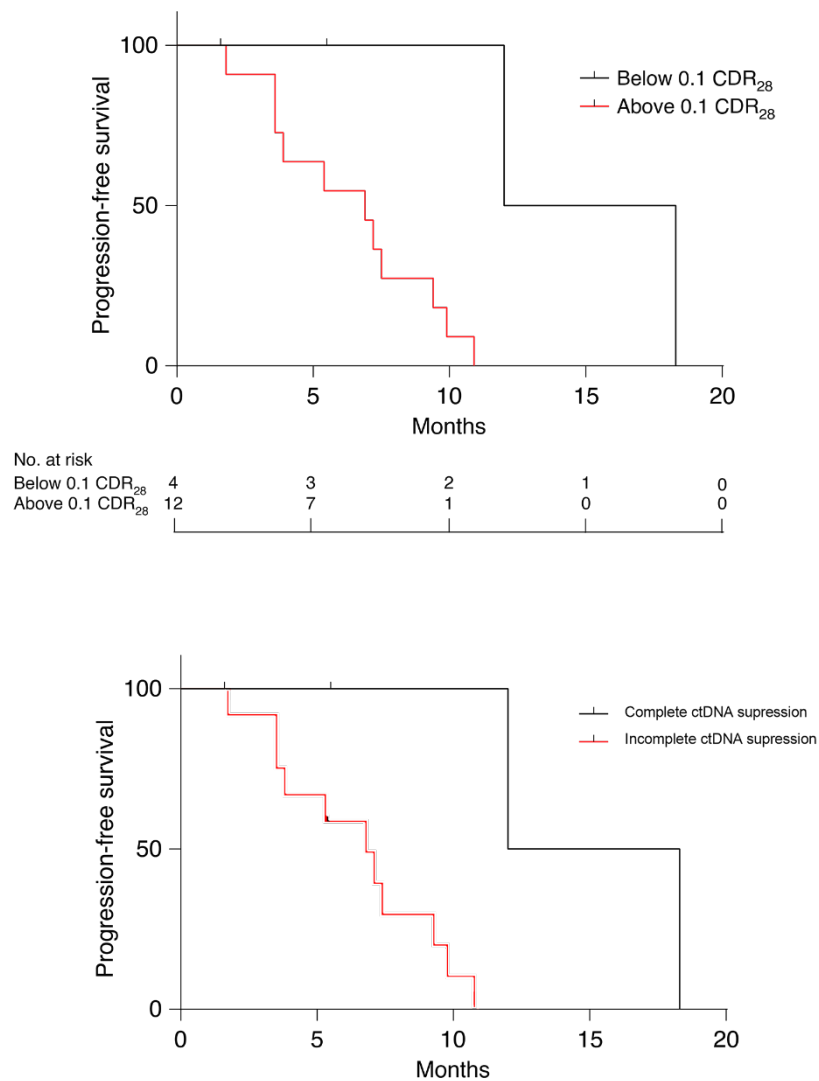 100
50
0
Progression-free survival
Below 0.1 CDR28
Above 0.1 CDR28
0 5 10 15 20
Months
No. at risk
Below 0.1 CDR28 4 3 2 1 0
Above 0.1 CDR28 12 7 1 0 0
100
50
0
Progression-free survival
Complete ctDNA supression
Incomplete ctDNA supression
0 5 10 15 20
Months